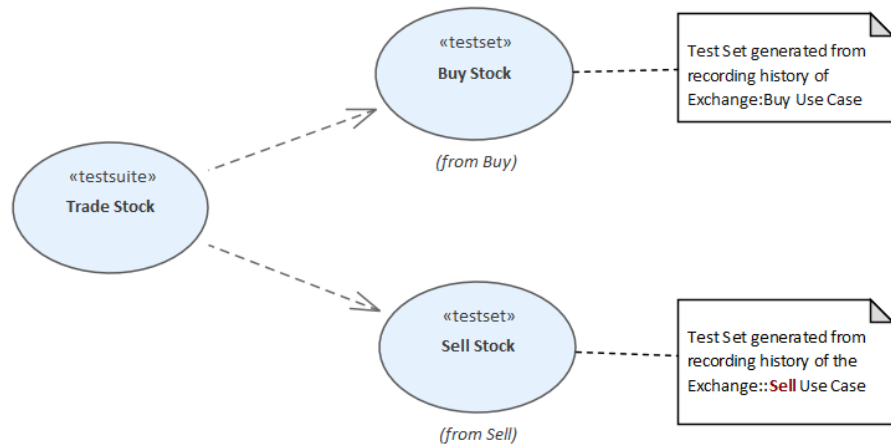 «testset»
Buy Stock
(from Buy)
Test Set generated from
recording history of
Exchange:Buy Use Case
«testsuite»
Trade Stock
«testset»
Sell Stock
(from Sell)
Test Set generated from
recording history of the
Exchange::Sell Use Case